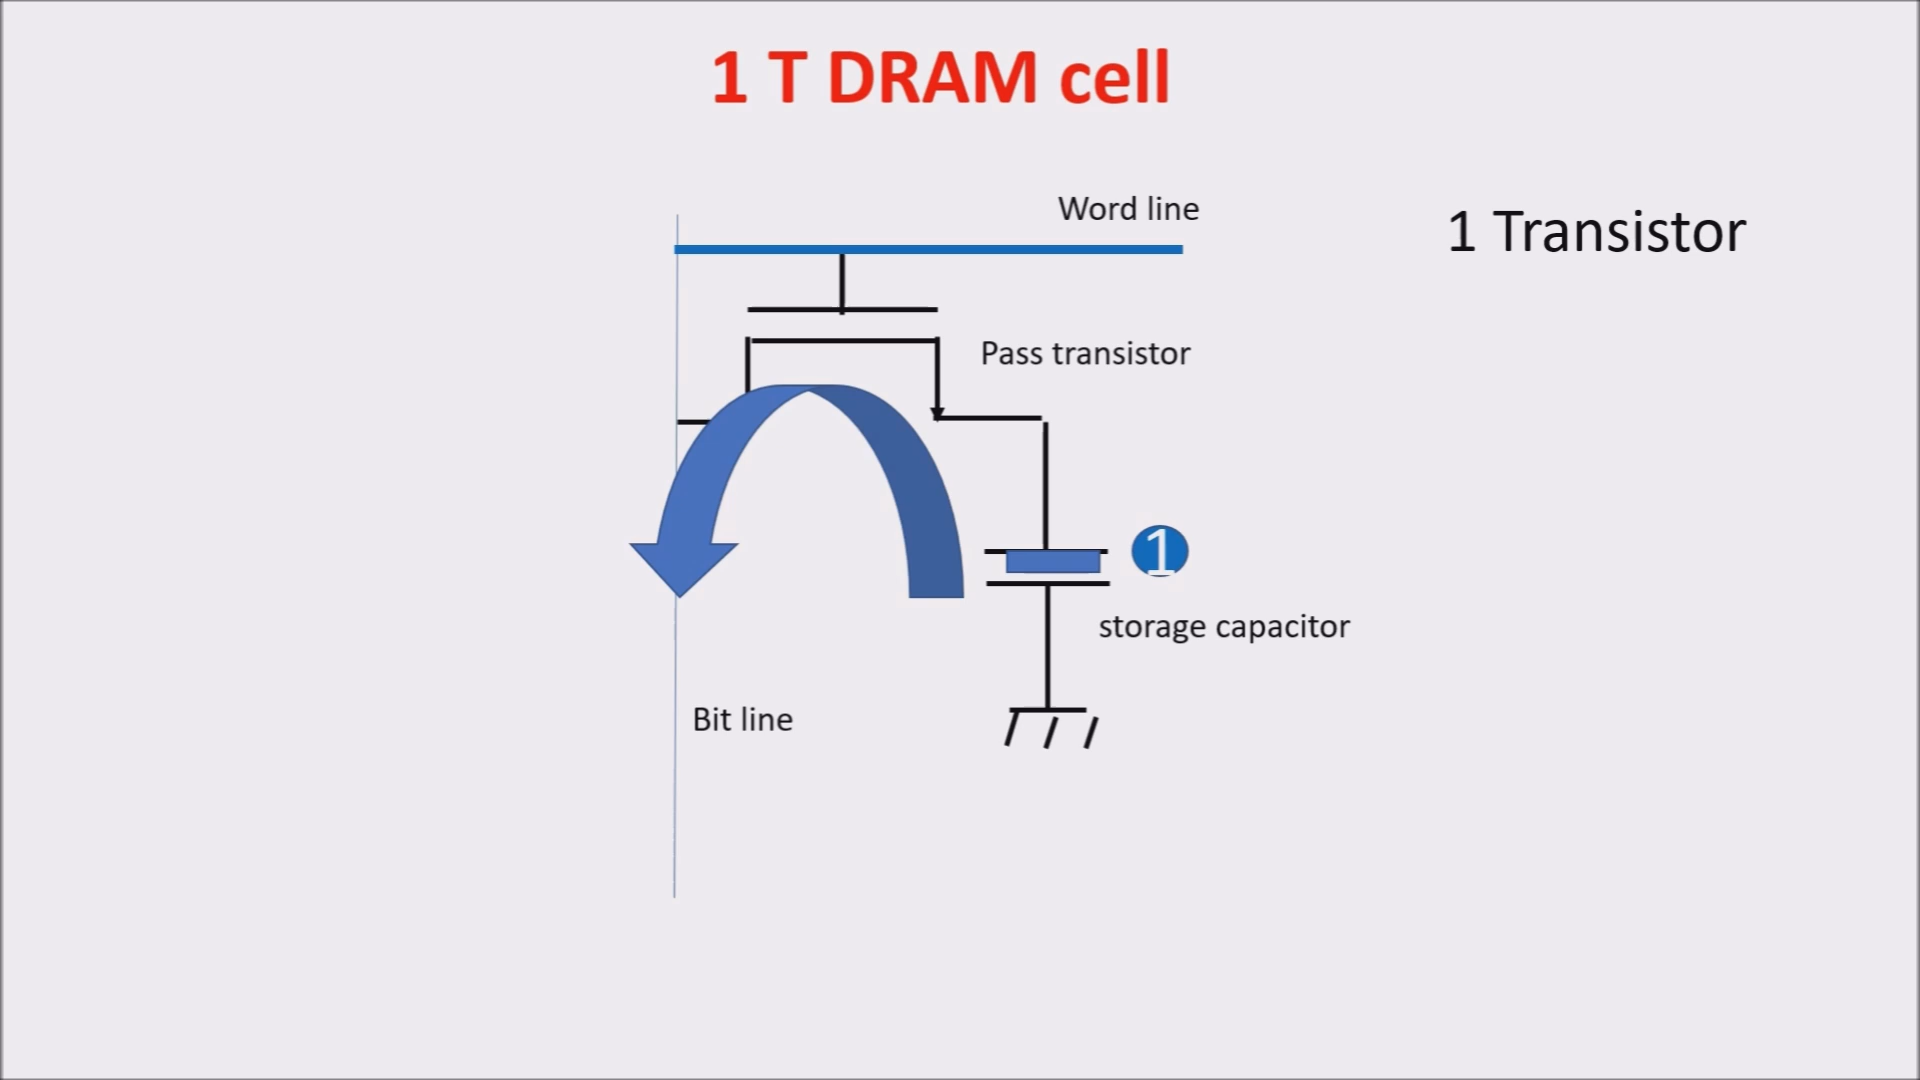 1 T DRAM cell
Word line
1 Transistor
Pass transistor
1
storage capacitor
Bit line